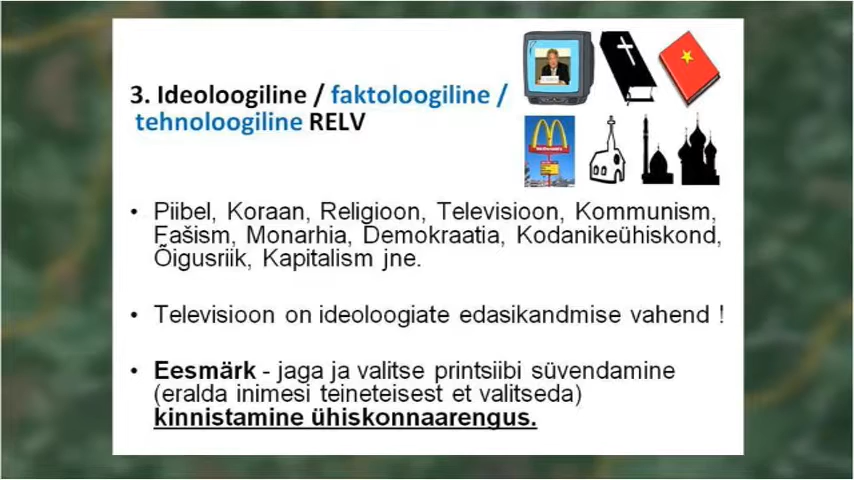 3. Ideoloogiline / faktoloogiline /
tehnoloogiline RELV
McDonald's
• Piibel, Koraan, Religioon, Televisioon, Kommunism,
Fašism, Monarhia, Demokraatia, Kodanikeühiskond,
Õigusriik, Kapitalism jne.
• Televisioon on ideoloogiate edasikandmise vahend !
• Eesmärk - jaga ja valitse printsiibi süvendamine
(eralda inimesi teineteisest et valitseda)
kinnistamine ühiskonnaarengus.